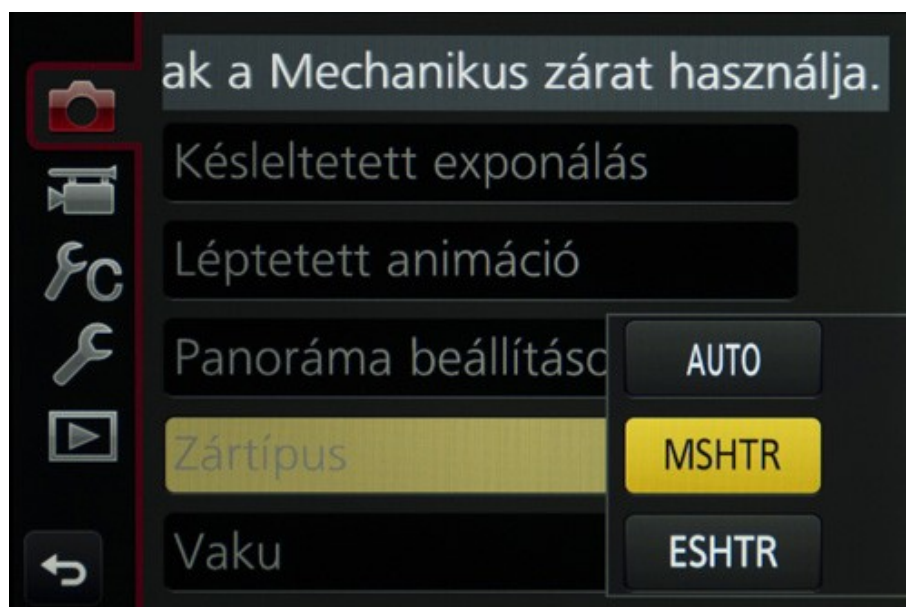 ak a Mechanikus zárat használja.
Késleltetett exponálás
Léptetett animáció
Panoráma beállításo
AUTO
Zártípus
MSHTR
Vaku
ESHTR
C